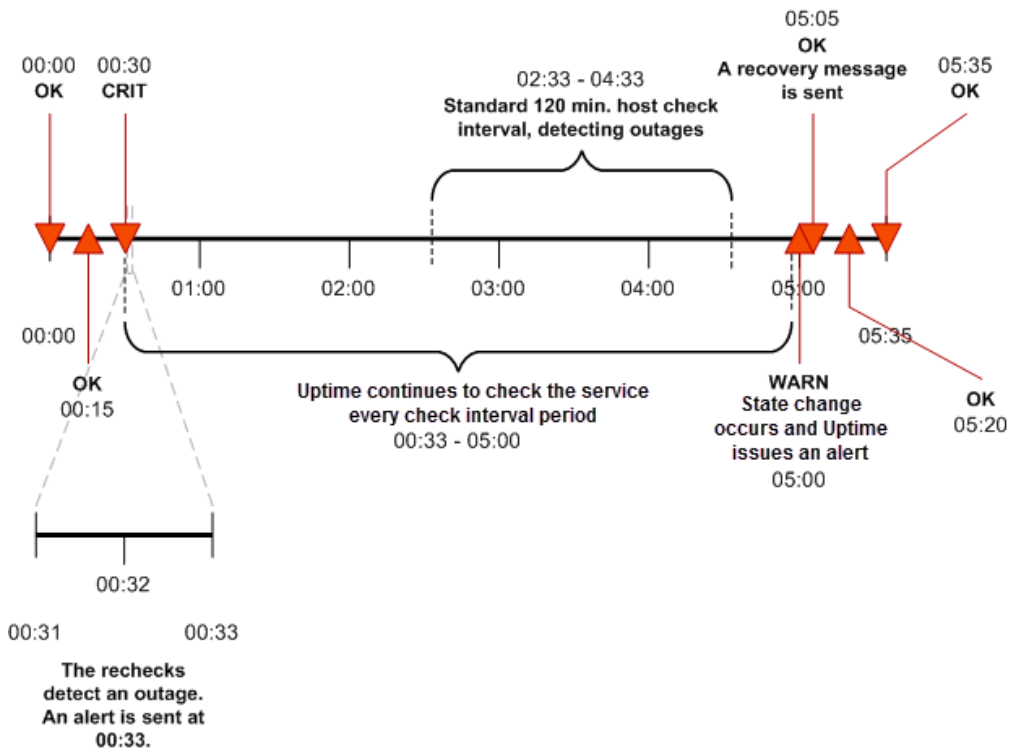 05:05
OK
A recovery message
is sent
00:00
OK
00:30
CRIT
02:33 - 04:33
Standard 120 min. host check
interval, detecting outages
05:35
OK
01:00
02:00
03:00
04:00
05:00
00:00
05:35
OK
00:15
Uptime continues to check the service
every check interval period
00:33 - 05:00
WARN
State change
occurs and Uptime
issues an alert
05:00
OK
05:20
00:32
00:31
00:33
The rechecks
detect an outage.
An alert is sent at
00:33.